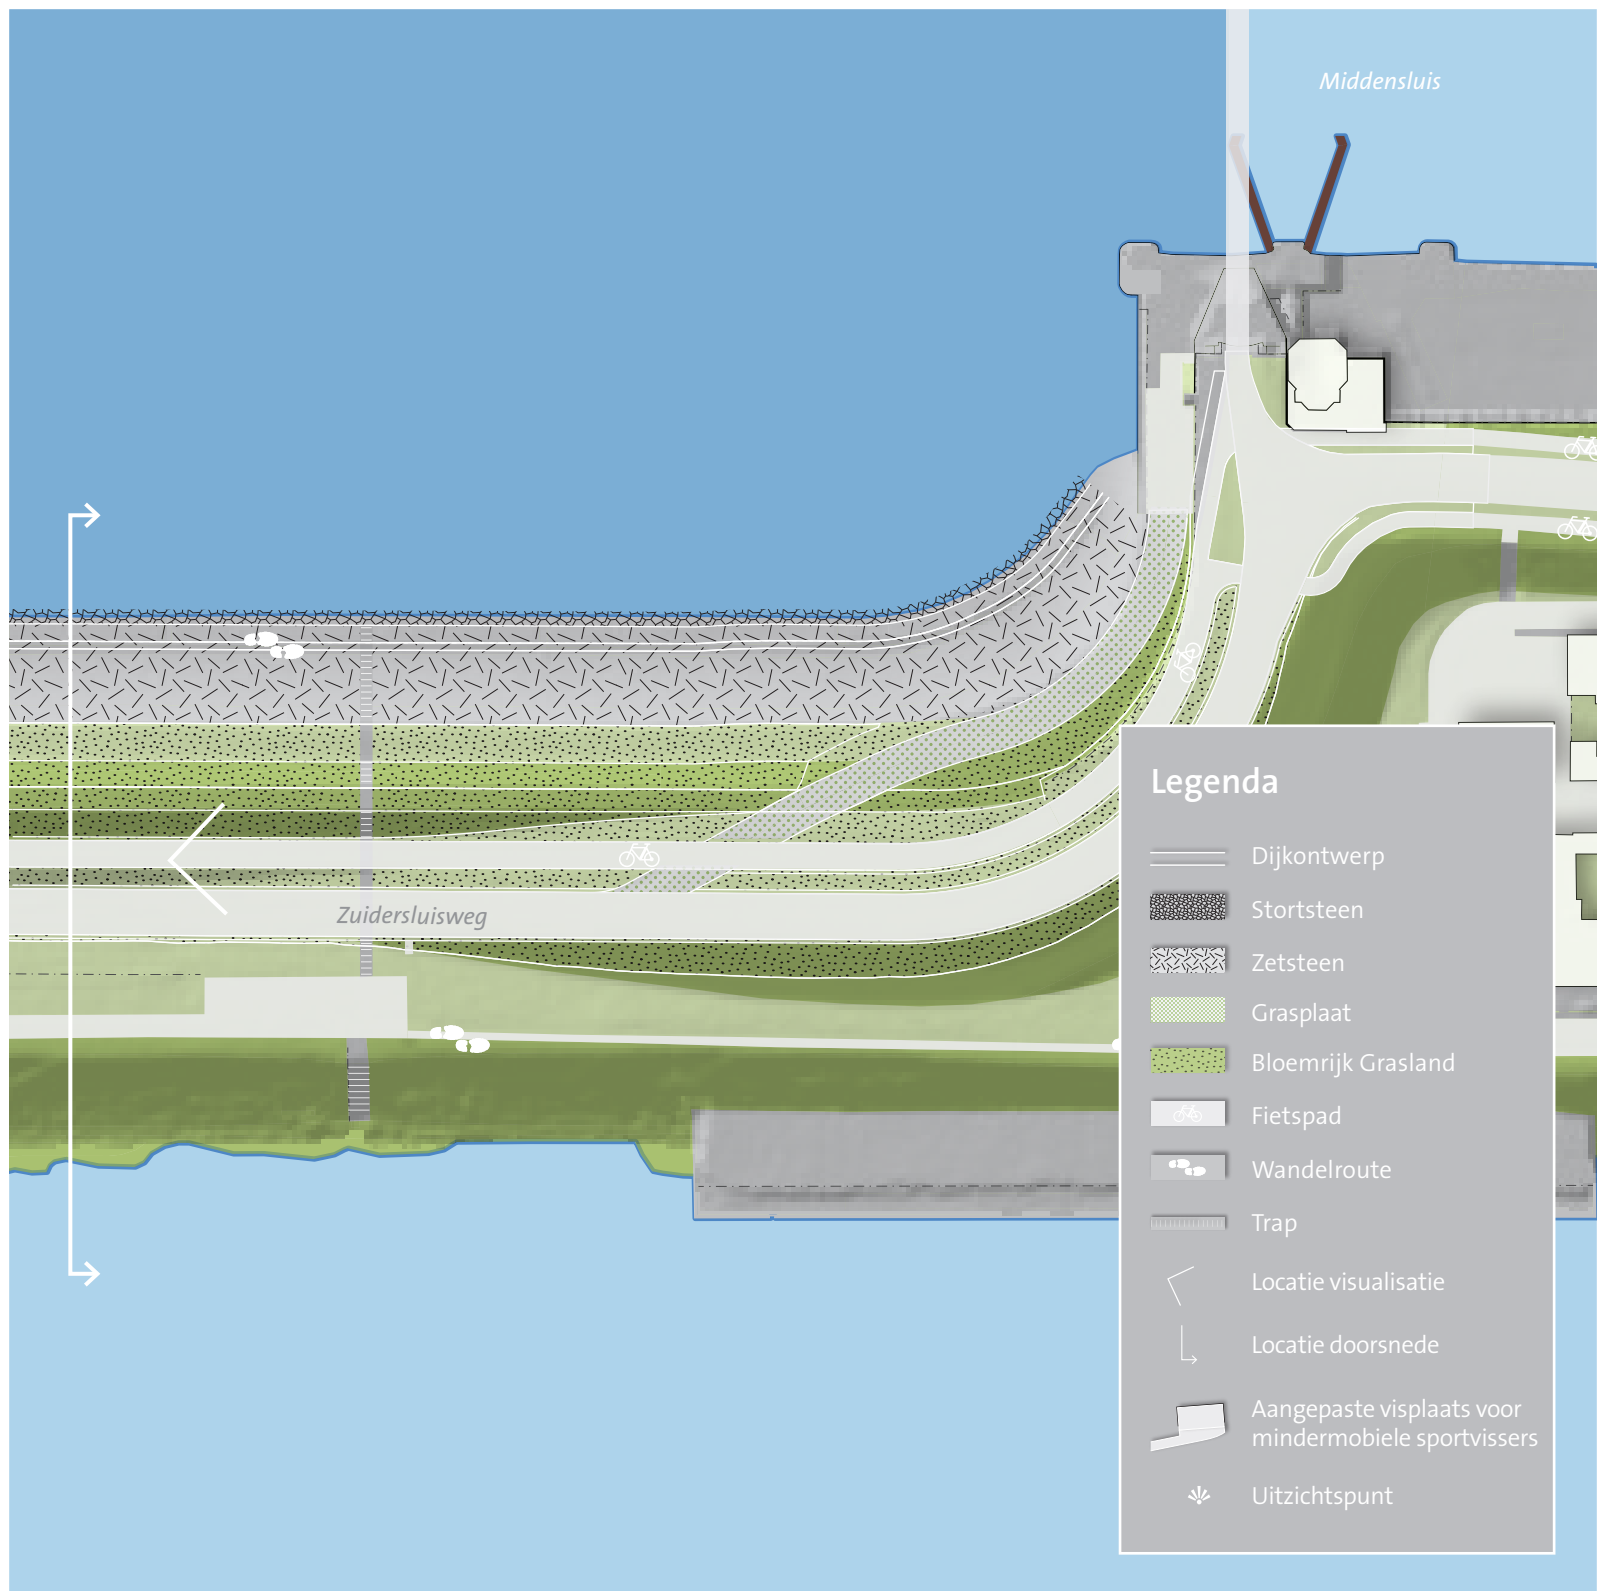 Middensluis
Zuidersluisweg
Legenda
Dijkontwerp
Stortsteen
Zetsteen
Grasplaat
Bloemrijk Grasland
Fietspad
Wandelroute
Trap
Locatie visualisatie
Locatie doorsnede
Aangepaste visplaats voor
mindermobiele sportvissers
Uitzichtspunt